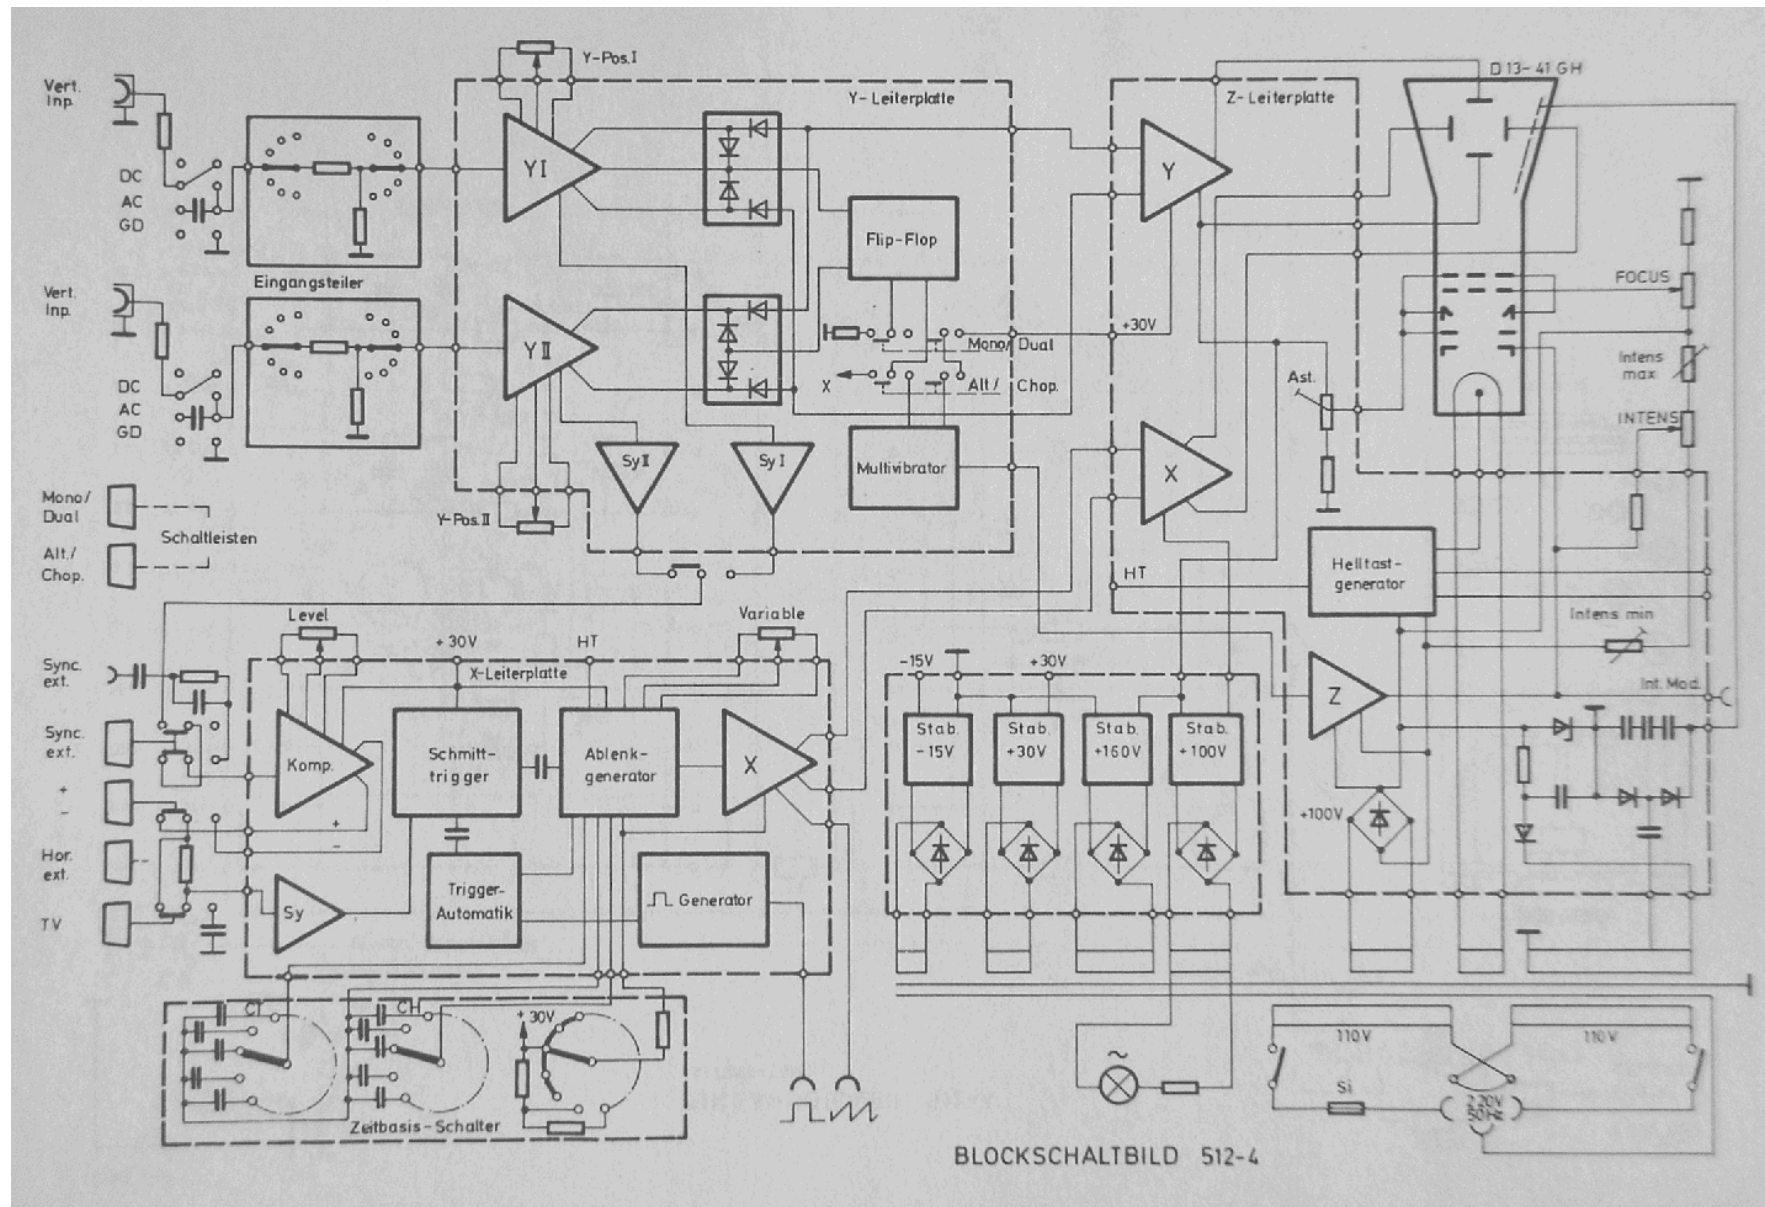 Vert.
Inp.
DC
AC
GD
Eingangsteiler
Vert.
Inp.
DC
AC
GD
Mono/
Dual
Schaltleisten
Alt./
Chop.
Y-Pos.I
Y-Leiterplatte
YI
Flip-Flop
YII
Mono/ Dual
X
Alt/ Chop.
SyII
SyI
Multivibrator
Y-Pos.II
Z-Leiterplatte
Y
+30V
X
HT
D13-41GH
FOCUS
Intens
max
INTENS
Ast.
Helltast-
generator
Intens min
Z
Int. Mod.
+100V
Level
+30V
HT
Variable
X-Leiterplatte
Sync.
ext.
Sync.
ext.
+
-
Hor.
ext.
TV
Komp.
Schmitt-
trigger
Ablenk-
generator
X
+
-
Sy
Trigger-
Automatik
Generator
CT
CH
+30V
Zeitbasis-Schalter
-15V
+30V
Stab.
-15V
Stab.
+30V
Stab.
+160V
Stab.
+100V
~
110V
110V
Si
220V
50Hz
BLOCKSCHALTBILD 512-4